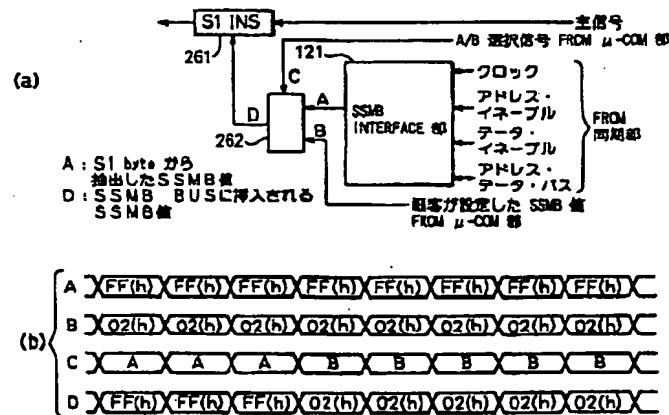 (a)
S1 INS
261
主信号
A/B 選択信号 FROM μ-COM 部
121
C
D
A
B
262
SSMB
INTERFACE 部
クロック
アドレス・
イネーブル
データ・
イネーブル
アドレス・
データ・バス
FROM
同期部
A : S1 byte から
抽出したSSMB値
D : SSMB BUSに挿入される
SSMB値
顧客が設定した SSMB 値
FROM μ-COM 部
(b)
A FF(h) FF(h) FF(h) FF(h) FF(h) FF(h) FF(h) FF(h)
B 02(h) 02(h) 02(h) 02(h) 02(h) 02(h) 02(h) 02(h)
C A A A B B B B B
D FF(h) FF(h) FF(h) 02(h) 02(h) 02(h) 02(h) 02(h)